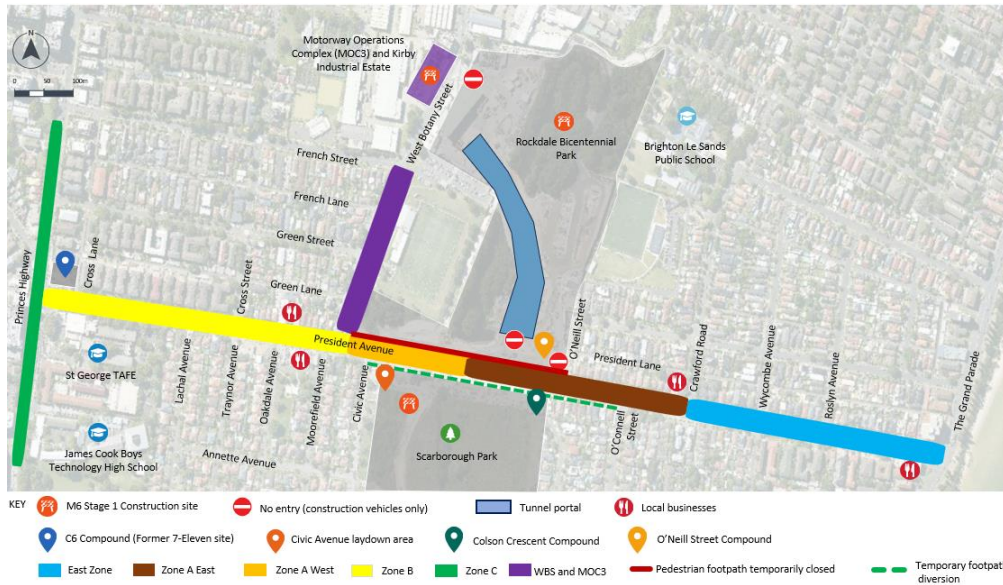 N
0 50 100m
Motorway Operations
Complex (MOC3) and Kirby
Industrial Estate
West Botany Street
Rockdale Bicentennial
Park
Brighton Le Sands
Public School
French Street
French Lane
Green Street
Green Lane
Cross Street
Cross Lane
Princes Highway
President Avenue
St George TAFE
James Cook Boys
Technology High School
Lachal Avenue
Traynor Avenue
Oakdale Avenue
Moorefield Avenue
Civic Avenue
Annette Avenue
Scarborough Park
O'Neill Street
President Lane
O'Connell
Street
Crawford Road
Wycombe Avenue
Roslyn Avenue
The Grand Parade
KEY
M6 Stage 1 Construction site
No entry (construction vehicles only)
Tunnel portal
Local businesses
C6 Compound (Former 7-Eleven site)
Civic Avenue laydown area
Colson Crescent Compound
O'Neill Street Compound
East Zone
Zone A East
Zone A West
Zone B
Zone C
WBS and MOC3
Pedestrian footpath temporarily closed
Temporary footpath
diversion